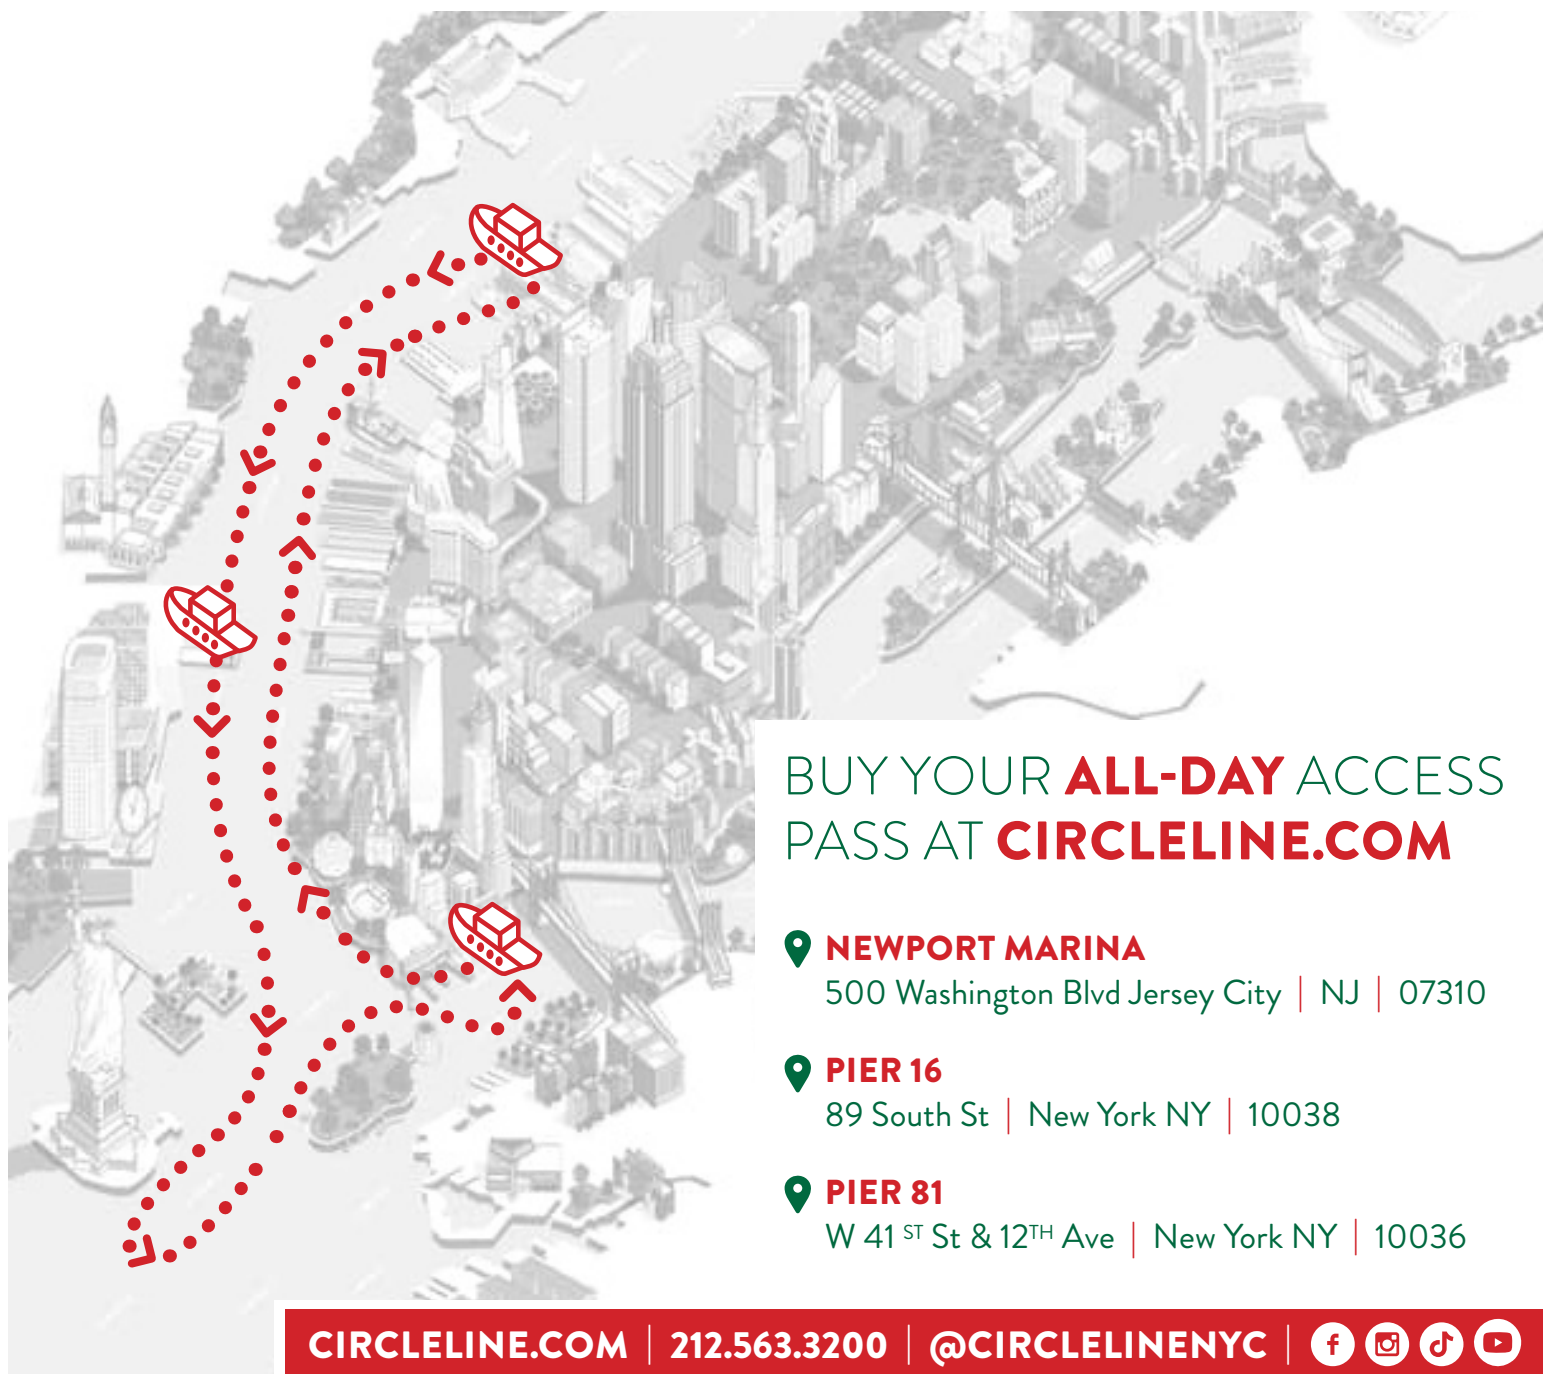 BUY YOUR ALL-DAY ACCESS
PASS AT CIRCLELINE.COM
NEWPORT MARINA
500 Washington Blvd Jersey City | NJ | 07310
PIER 16
89 South St | New York NY | 10038
PIER 81
W 41 ST St & 12TH Ave | New York NY | 10036
CIRCLELINE.COM | 212.563.3200 | @CIRCLELINENYC |